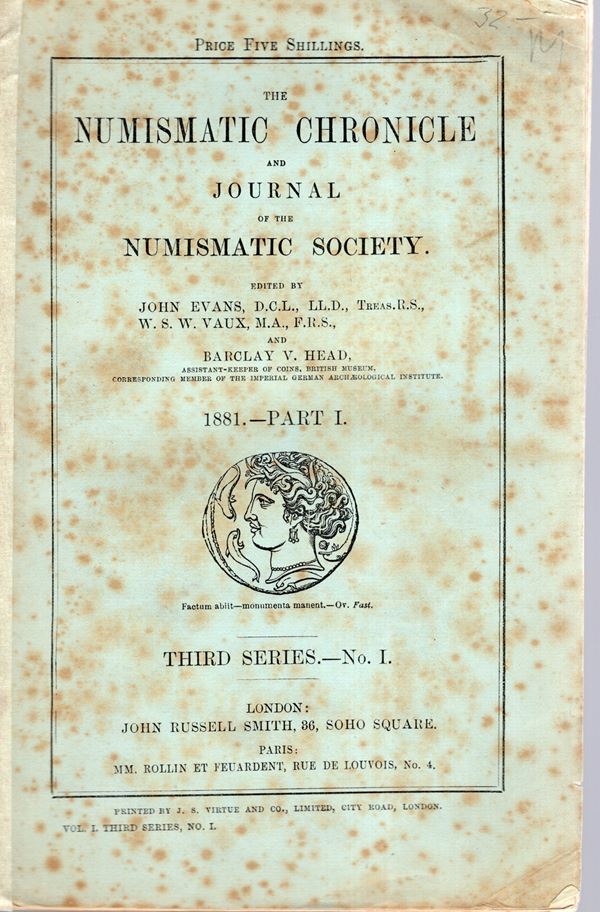 32-
PRICE FIVE SHILLINGS.
THE
NUMISMATIC CHRONICLE
AND
JOURNAL
OF THE
NUMISMATIC SOCIETY.
EDITED BY
JOHN EVANS, D.C.L., LL.D., TREAS.R.S.,
W. S. W. VAUX, M.A., F.R.S.,
AND
BARCLAY V. HEAD,
ASSISTANT-KEEPER OF COINS, BRITISH MUSEUM,
CORRESPONDING MEMBER OF THE IMPERIAL GERMAN ARCHÆOLOGICAL INSTITUTE.
1881.—PART I.
Factum abiit—monumenta manent.—Ov. Fast.
THIRD SERIES.—No. I.
LONDON:
JOHN RUSSELL SMITH, 36, SOHO SQUARE.
PARIS:
MM. ROLLIN ET FEUARDENT, RUE DE LOUVOIS, No. 4.
PRINTED BY J. S. VIRTUE AND CO., LIMITED, CITY ROAD, LONDON.
VOL. I. THIRD SERIES, NO. I.